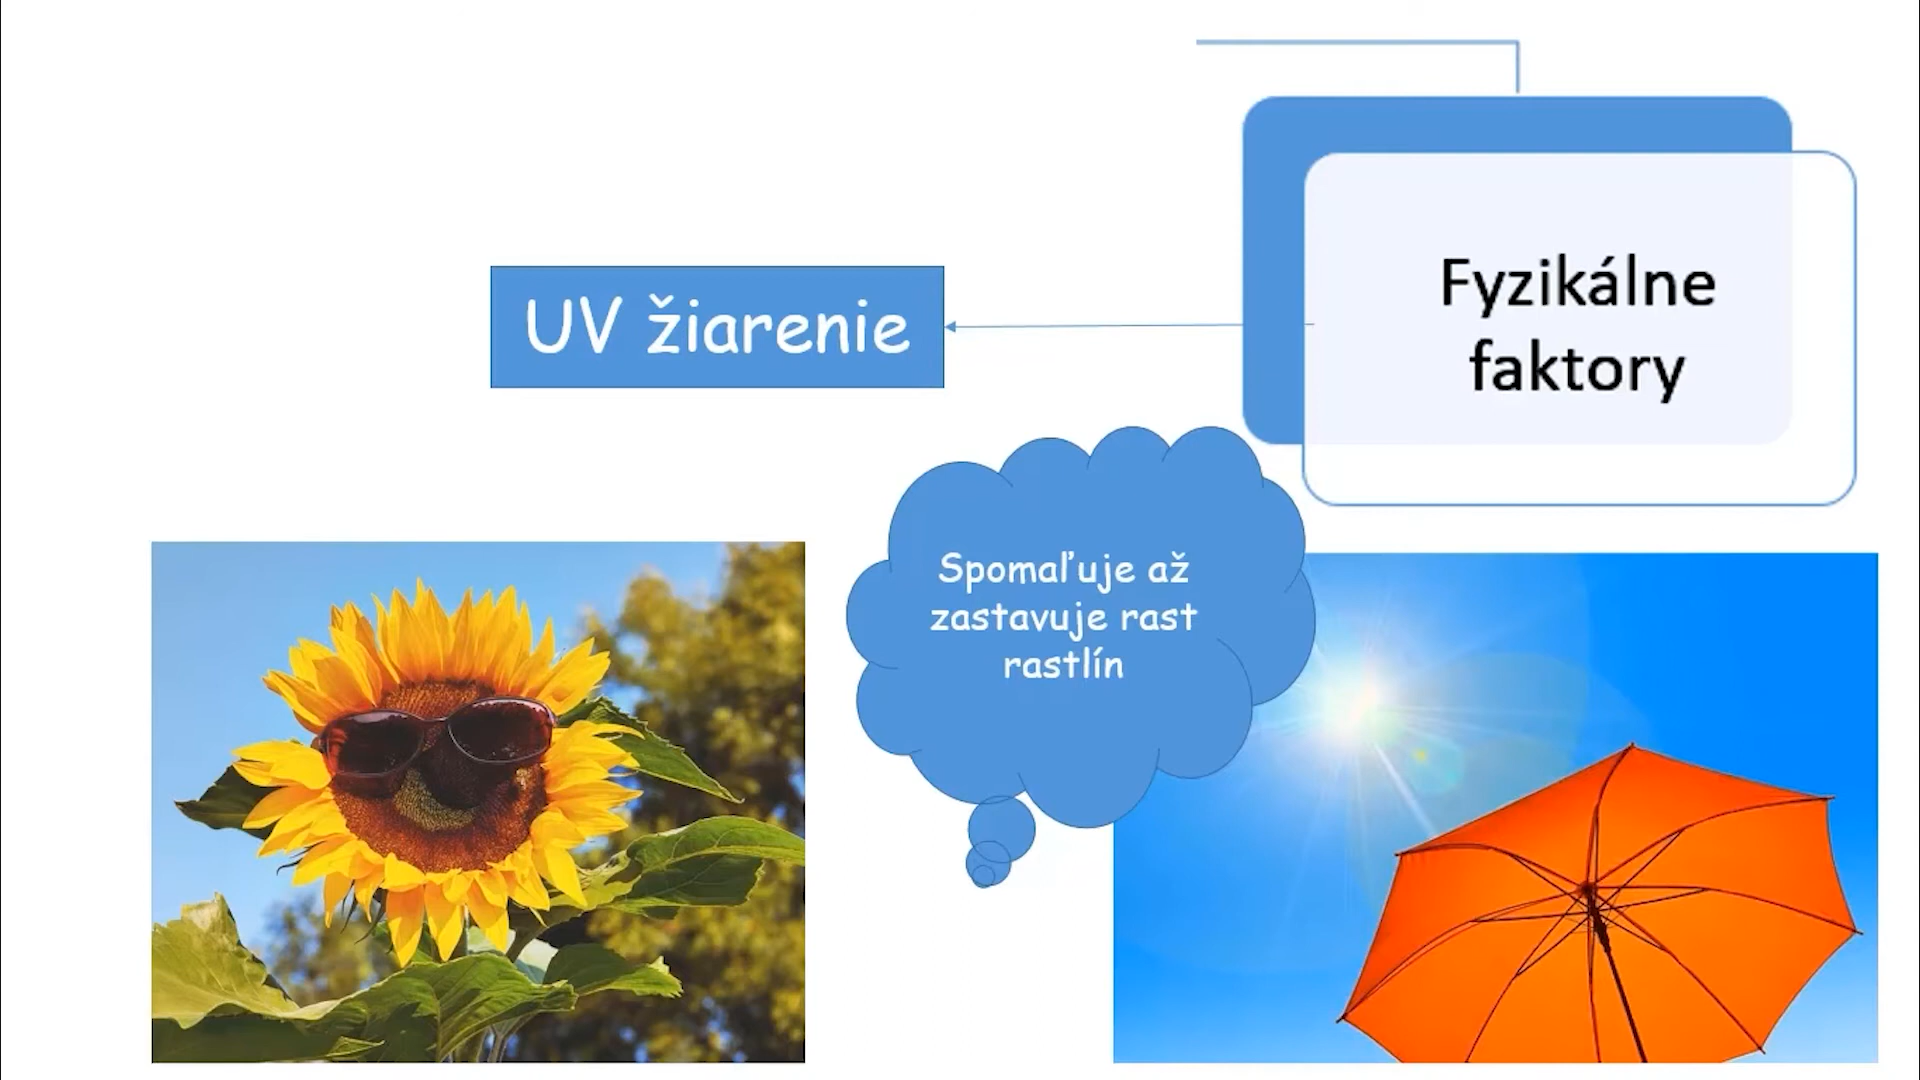 Fyzikálne
faktory
UV žiarenie
Spomaľuje až
zastavuje rast
rastlín